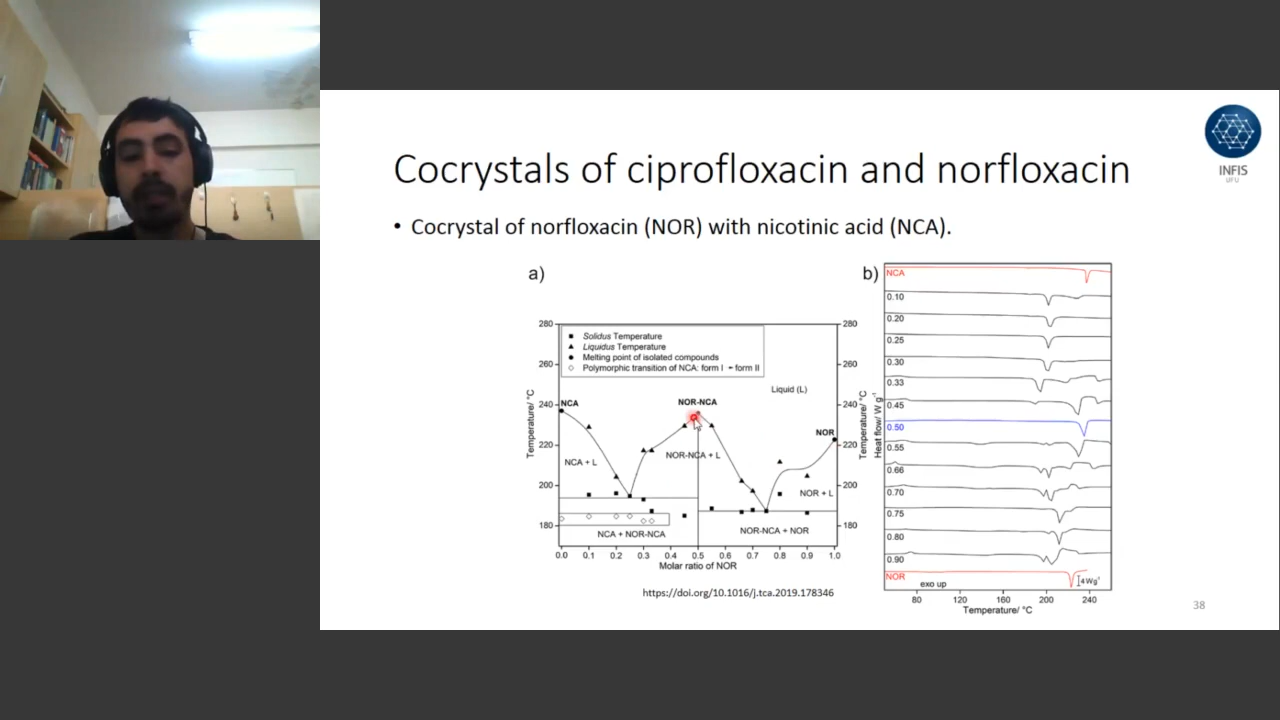 Cocrystals of ciprofloxacin and norfloxacin
INFIS
UFU
• Cocrystal of norfloxacin (NOR) with nicotinic acid (NCA).
a)
280
260
240
220
200
180
Temperature/ °C
■ Solidus Temperature
▲ Liquidus Temperature
● Melting point of isolated compounds
◇ Polymorphic transition of NCA: form I → form II
Liquid (L)
NCA
NOR-NCA
NOR
NCA + L
NOR-NCA + L
NOR + L
NCA + NOR-NCA
NOR-NCA + NOR
280
260
240
220
200
180
Temperature/ °C
0.0 0.1 0.2 0.3 0.4 0.5 0.6 0.7 0.8 0.9 1.0
Molar ratio of NOR
b)
Heat flow/ W g⁻¹
NCA
0.10
0.20
0.25
0.30
0.33
0.45
0.50
0.55
0.66
0.70
0.75
0.80
0.90
NOR
exo up
4Wg⁻¹
80 120 160 200 240
Temperature/ °C
https://doi.org/10.1016/j.tca.2019.178346
38